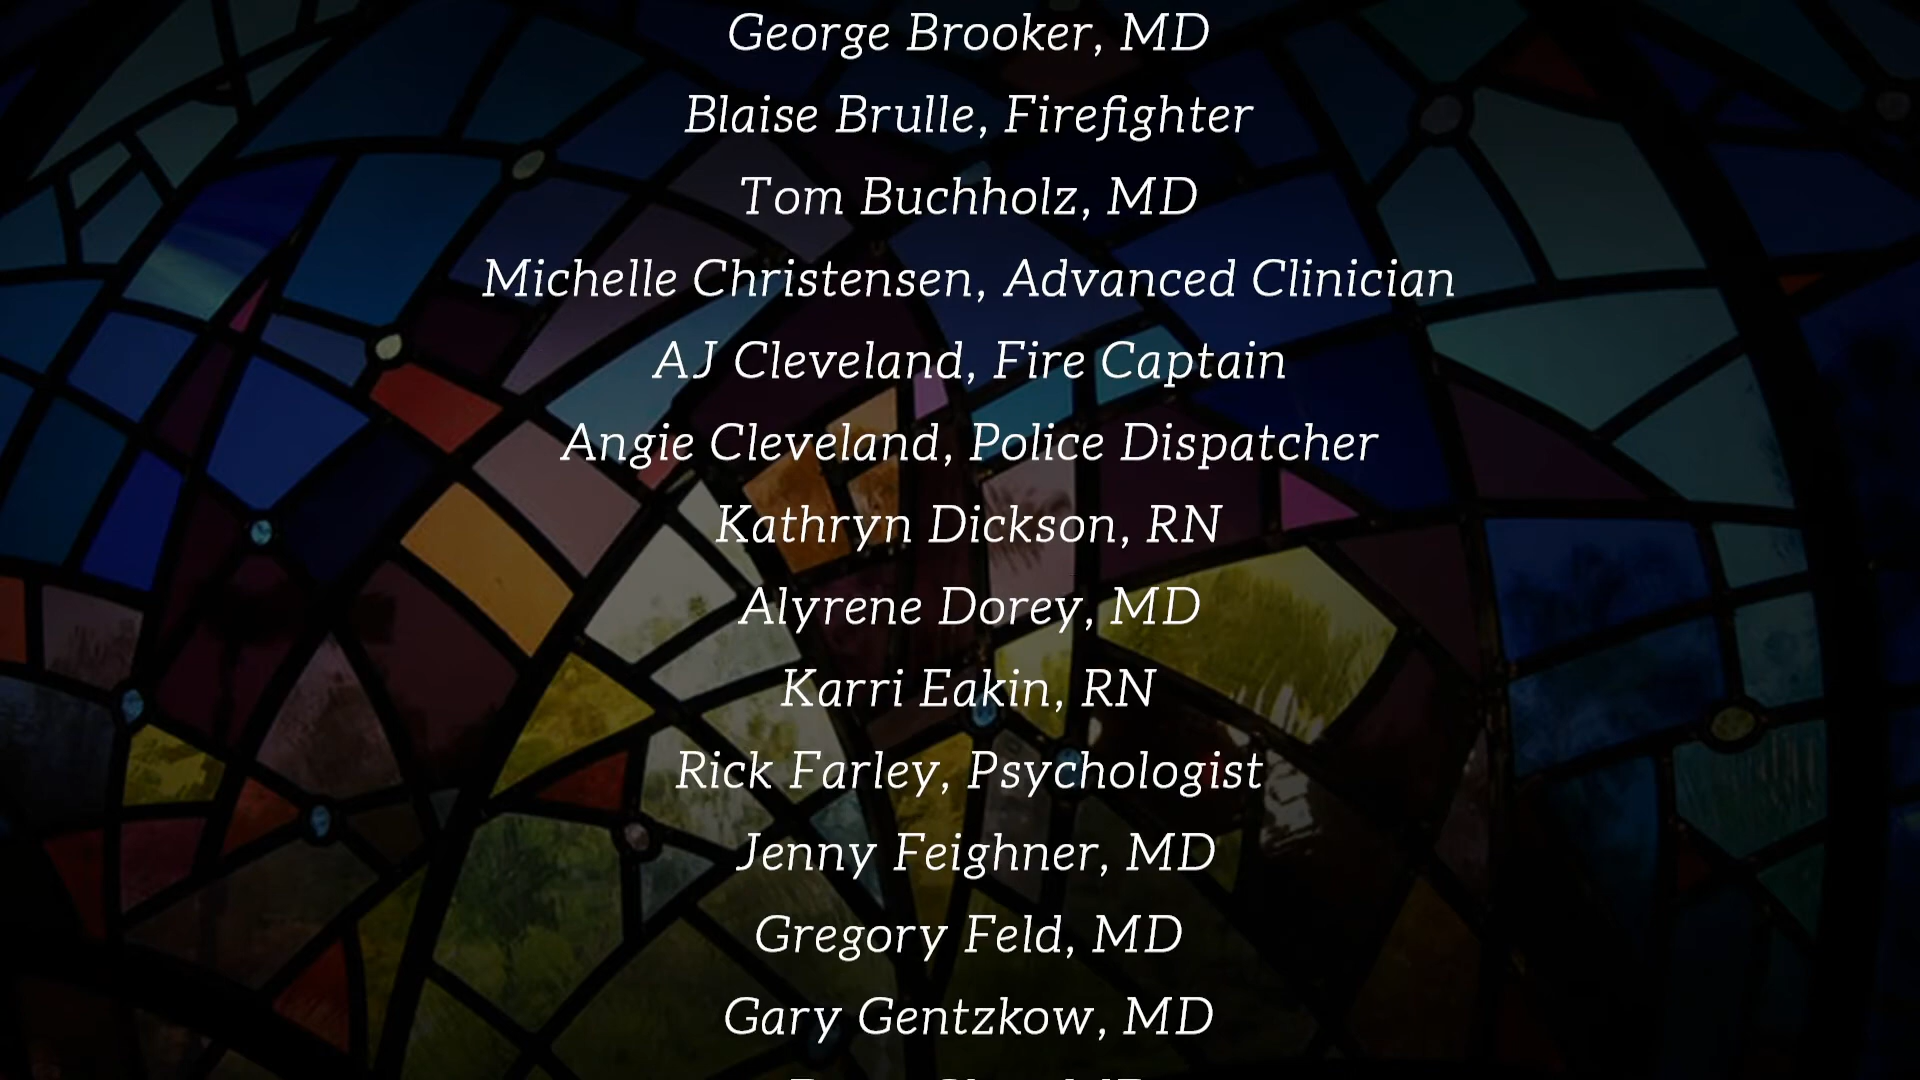 George Brooker, MD
Blaise Brulle, Firefighter
Tom Buchholz, MD
Michelle Christensen, Advanced Clinician
AJ Cleveland, Fire Captain
Angie Cleveland, Police Dispatcher
Kathryn Dickson, RN
Alyrene Dorey, MD
Karri Eakin, RN
Rick Farley, Psychologist
Jenny Feighner, MD
Gregory Feld, MD
Gary Gentzkow, MD